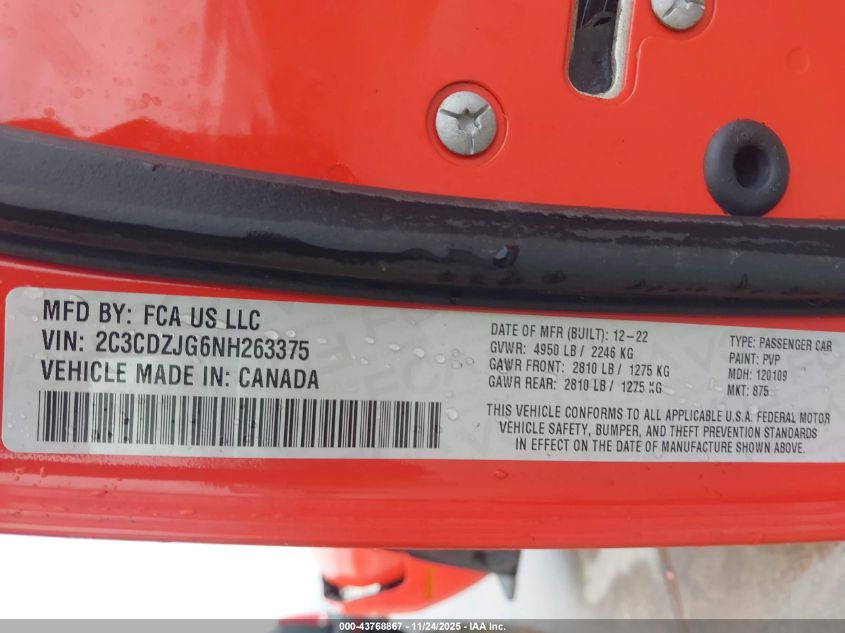 MFD BY: FCA US LLC
VIN: 2C3CDZJG6NH263375
VEHICLE MADE IN: CANADA
DATE OF MFR (BUILT): 12-22
GVWR: 4950 LB / 2246 KG
GAWR FRONT: 2810 LB / 1275 KG
GAWR REAR: 2810 LB / 1275 KG
TYPE: PASSENGER CAR
PAINT: PVP
MDH: 120109
MKT: 875
THIS VEHICLE CONFORMS TO ALL APPLICABLE U.S.A. FEDERAL MOTOR
VEHICLE SAFETY, BUMPER, AND THEFT PREVENTION STANDARDS
IN EFFECT ON THE DATE OF MANUFACTURE SHOWN ABOVE.
000-43768867 - 11/24/2025 - IAA Inc.